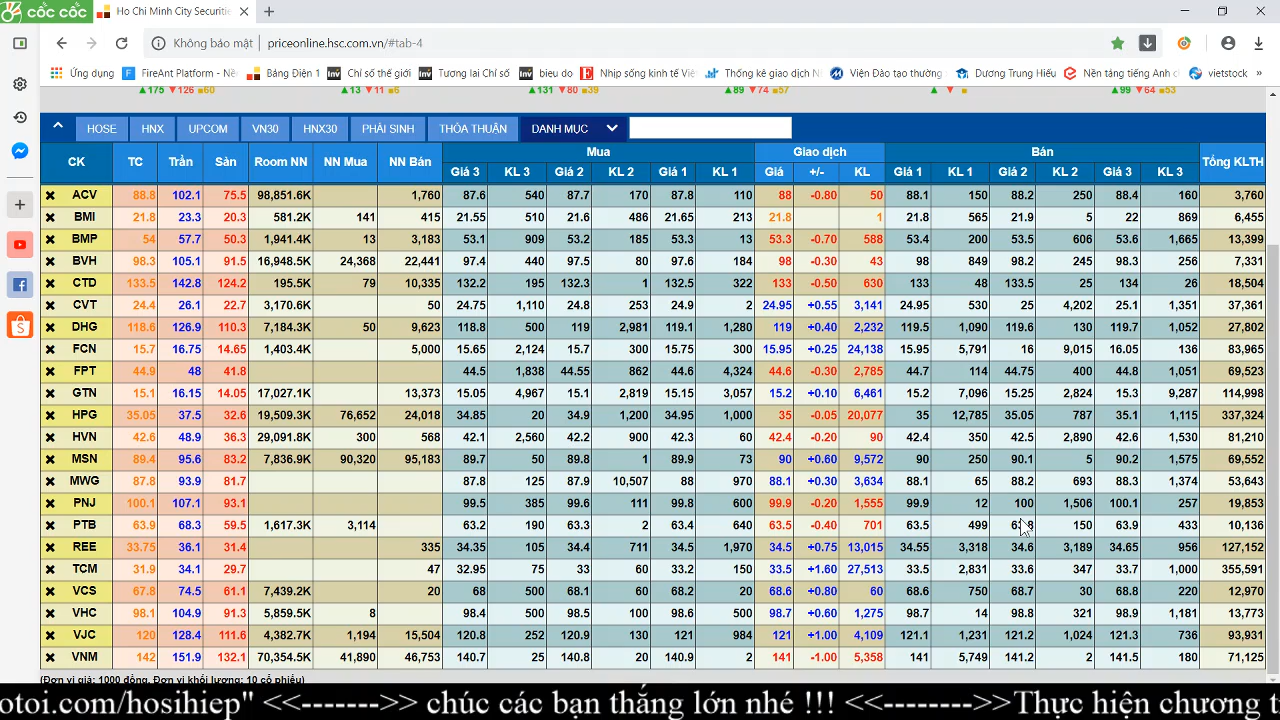 cốc cốc Ho Chi Minh City Securitie
Không bảo mật priceonline.hsc.com.vn/#tab-4
Ứng dụng FireAnt Platform - Nề Bảng Điện 1 Chỉ số thế giới Tương lai Chỉ số bieu Nhịp sống kinh tế Việ Thống giao dịch N Viện Đào tạo thường Dương Trung Hiếu Nền tảng tiếng Anh vietstock »
▲175 ▼126 ■60 ▲13 ▼11 ■6 ▲131 ▼80 ■39 ▲89 ▼74 ■57 ▲ ▼ ■ ▲99 ▼64 ■53
HOSE HNX UPCOM VN30 HNX30 PHÁI SINH THỎA THUẬN DANH MỤC
CK TC Trần Sàn Room NN NN Mua NN Bán Mua Giao dịch Bán Tổng KLTH
Giá 3 KL 3 Giá 2 KL 2 Giá 1 KL 1 Giá +/- KL Giá 1 KL 1 Giá 2 KL 2 Giá 3 KL 3
ACV 88.8 102.1 75.5 98,851.6K 1,760 87.6 540 87.7 170 87.8 110 88 -0.80 50 88.1 150 88.2 250 88.4 160 3,760
BMI 21.8 23.3 20.3 581.2K 141 415 21.55 510 21.6 486 21.65 213 21.8 1 21.8 565 21.9 5 22 869 6,455
BMP 54 57.7 50.3 1,941.4K 13 3,183 53.1 909 53.2 185 53.3 13 53.3 -0.70 588 53.4 200 53.5 606 53.6 1,665 13,399
BVH 98.3 105.1 91.5 16,948.5K 24,368 22,441 97.4 440 97.5 80 97.6 184 98 -0.30 43 98 849 98.2 245 98.3 256 7,331
CTD 133.5 142.8 124.2 195.5K 79 10,335 132.2 195 132.3 1 132.5 322 133 -0.50 630 133 48 133.5 25 134 26 18,504
CVT 24.4 26.1 22.7 3,170.6K 50 24.75 1,110 24.8 253 24.9 2 24.95 +0.55 3,141 24.95 530 25 4,202 25.1 1,351 37,361
DHG 118.6 126.9 110.3 7,184.3K 50 9,623 118.8 500 119 2,981 119.1 1,280 119 +0.40 2,232 119.5 1,090 119.6 130 119.7 1,052 27,802
FCN 15.7 16.75 14.65 1,403.4K 5,000 15.65 2,124 15.7 300 15.75 300 15.95 +0.25 24,138 15.95 5,791 16 9,015 16.05 136 83,965
FPT 44.9 48 41.8 44.5 1,838 44.55 862 44.6 4,324 44.6 -0.30 2,785 44.7 114 44.75 400 44.8 1,051 69,523
GTN 15.1 16.15 14.05 17,027.1K 13,373 15.05 4,967 15.1 2,819 15.15 3,057 15.2 +0.10 6,461 15.2 7,096 15.25 2,824 15.3 9,287 114,998
HPG 35.05 37.5 32.6 19,509.3K 76,652 24,018 34.85 20 34.9 1,200 34.95 1,000 35 -0.05 20,077 35 12,785 35.05 787 35.1 1,115 337,324
HVN 42.6 48.9 36.3 29,091.8K 300 568 42.1 2,560 42.2 900 42.3 60 42.4 -0.20 90 42.4 350 42.5 2,890 42.6 1,530 81,210
MSN 89.4 95.6 83.2 7,836.9K 90,320 95,183 89.7 50 89.8 1 89.9 73 90 +0.60 9,572 90 250 90.1 5 90.2 1,575 69,552
MWG 87.8 93.9 81.7 87.8 125 87.9 10,507 88 970 88.1 +0.30 3,634 88.1 65 88.2 693 88.3 1,374 53,643
PNJ 100.1 107.1 93.1 99.5 385 99.6 111 99.8 600 99.9 -0.20 1,555 99.9 12 100 1,506 100.1 257 19,853
PTB 63.9 68.3 59.5 1,617.3K 3,114 63.2 190 63.3 2 63.4 640 63.5 -0.40 701 63.5 499 150 63.9 433 10,136
REE 33.75 36.1 31.4 335 34.35 105 34.4 711 34.5 1,970 34.5 +0.75 13,015 34.55 3,318 34.6 3,189 34.65 956 127,152
TCM 31.9 34.1 29.7 47 32.95 75 33 60 33.2 150 33.5 +1.60 27,513 33.5 2,831 33.6 347 33.7 1,000 355,591
VCS 67.8 74.5 61.1 7,439.2K 20 68 500 68.1 60 68.2 20 68.6 +0.80 60 68.6 750 68.7 30 68.8 220 12,970
VHC 98.1 104.9 91.3 5,859.5K 8 98.4 500 98.5 100 98.6 500 98.7 +0.60 1,275 98.7 14 98.8 321 98.9 1,181 13,773
VJC 120 128.4 111.6 4,382.7K 1,194 15,504 120.8 252 120.9 130 121 984 121 +1.00 4,109 121.1 1,231 121.2 1,024 121.3 736 93,931
VNM 142 151.9 132.1 70,354.5K 41,890 46,753 140.7 25 140.8 20 140.9 2 141 -1.00 5,358 141 5,749 141.2 2 141.5 180 71,125
(Đơn vị giá: 1000 đồng, Đơn vị khối lượng: 10 cổ phiếu)
otoi.com/hosihiep" <<-------->> chúc các bạn thắng lớn nhé !!! <<-------->>Thực hiện chương t